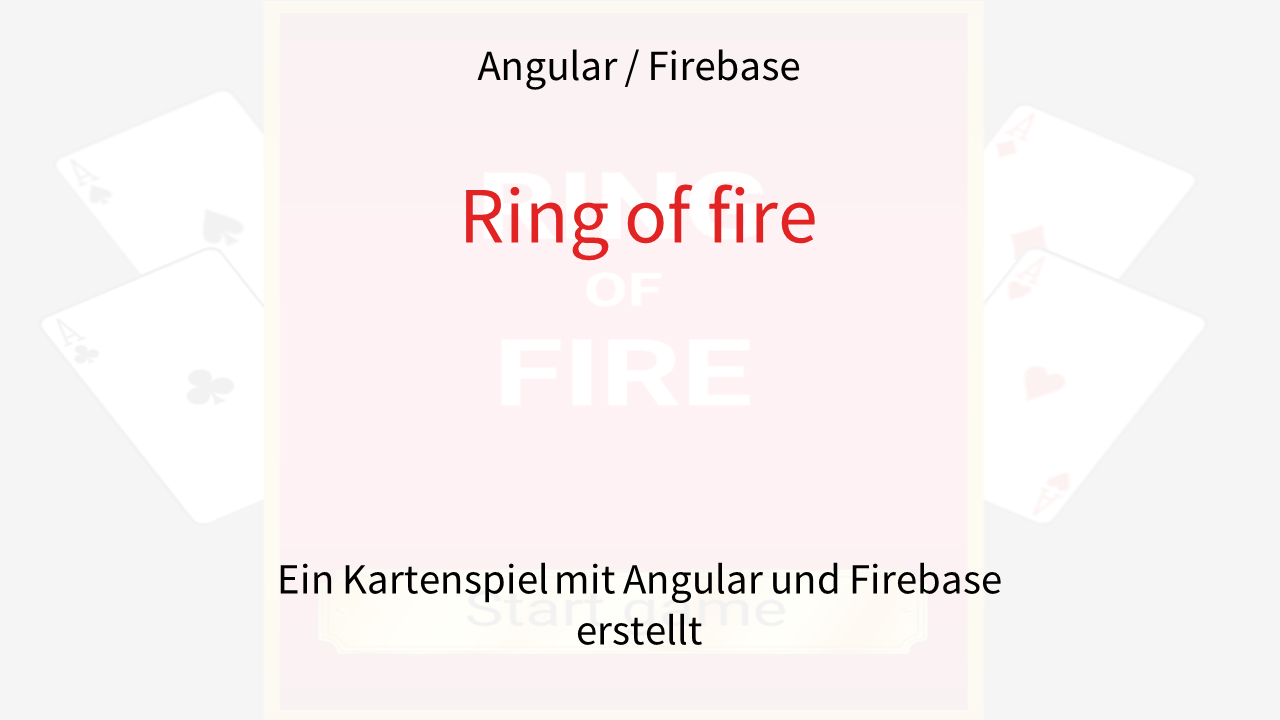 Angular / Firebase
RING
Ring of fire
OF
FIRE
Ein Kartenspiel mit Angular und Firebase
Start game
erstellt
A
A
A
A
A